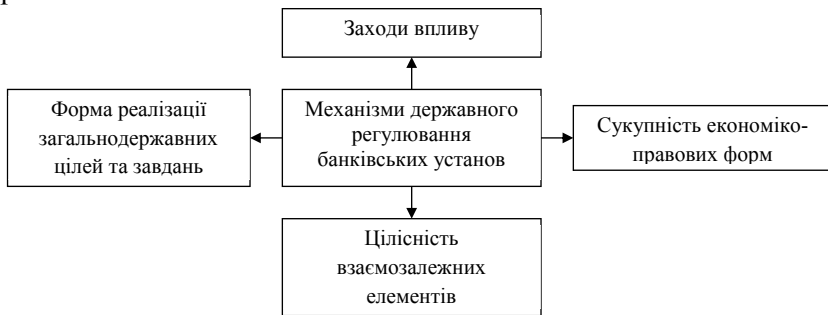 Заходи впливу
Форма реалізації
загальнодержавних
цілей та завдань
Механізми державного
регулювання
банківських установ
Сукупність економіко-
правових форм
Цілісність
взаємозалежних
елементів